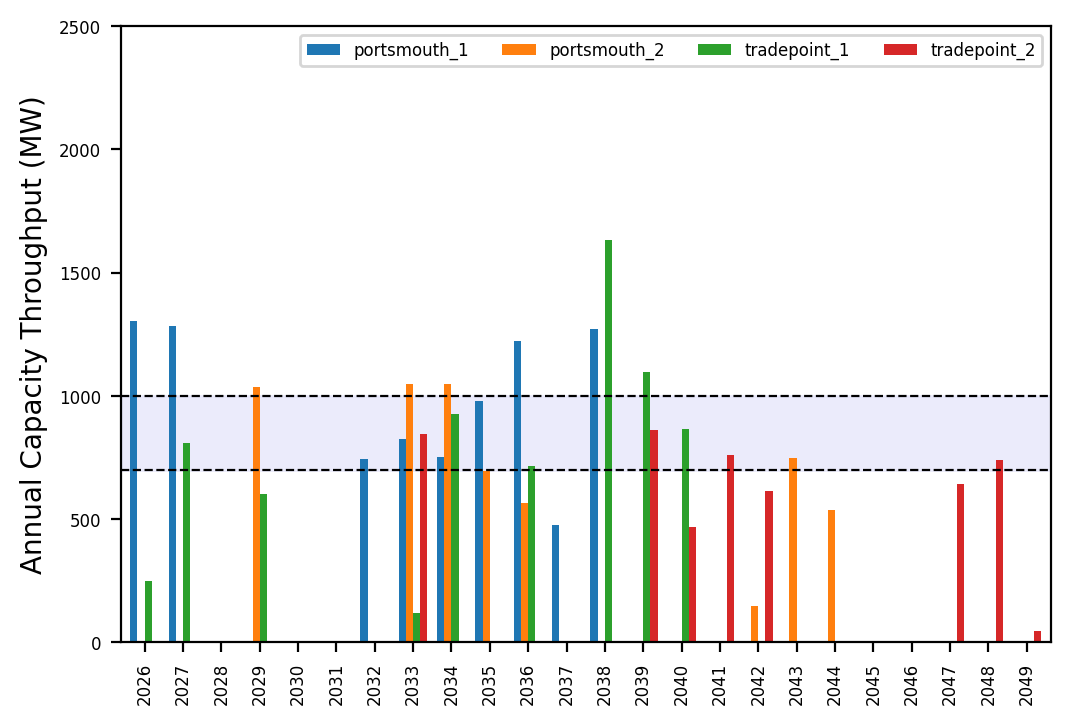 Annual Capacity Throughput (MW)
2500
2000
1500
1000
500
0
portsmouth_1 portsmouth_2 tradepoint_1 tradepoint_2
2026 2027 2028 2029 2030 2031 2032 2033 2034 2035 2036 2037 2038 2039 2040 2041 2042 2043 2044 2045 2046 2047 2048 2049